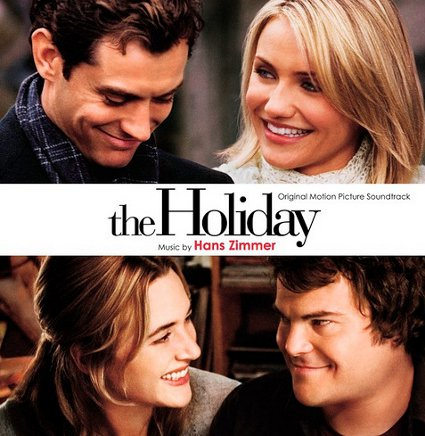 Original Motion Picture Soundtrack
the Holiday
Music by Hans Zimmer